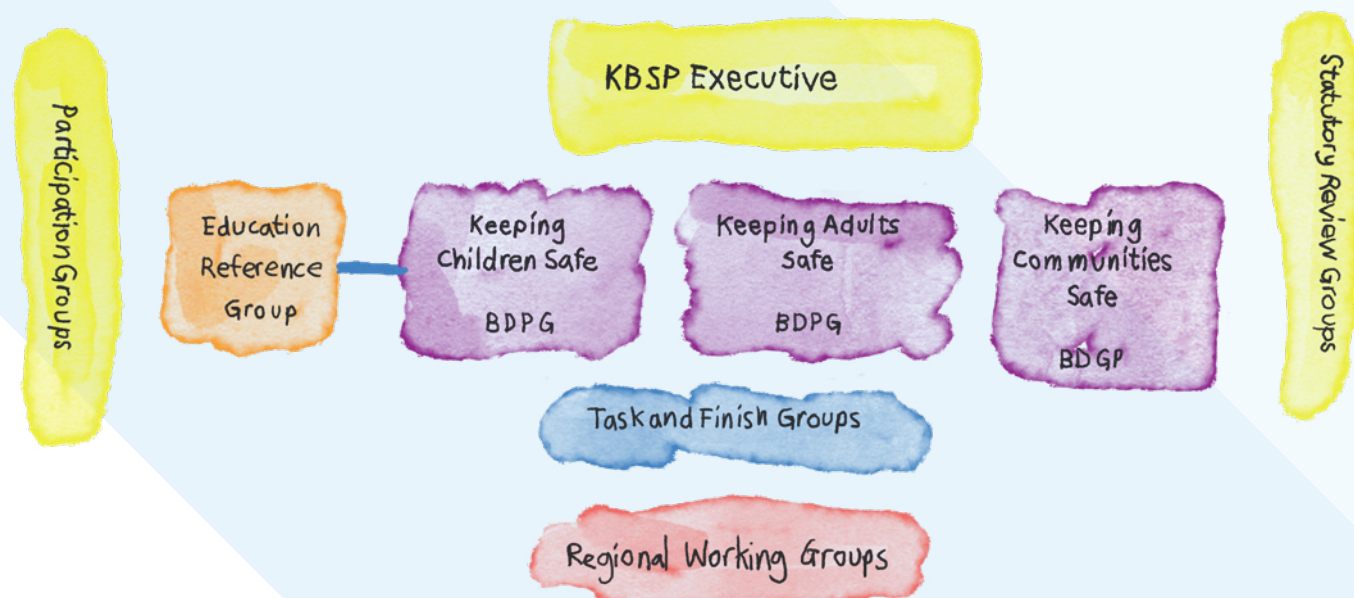 KBSP Executive
Participation Groups
Education
Reference
Group
Keeping
Children Safe
BDPG
Keeping Adults
Safe
BDPG
Keeping
Communities
Safe
BDGP
Statutory Review Groups
Task and Finish Groups
Regional Working Groups